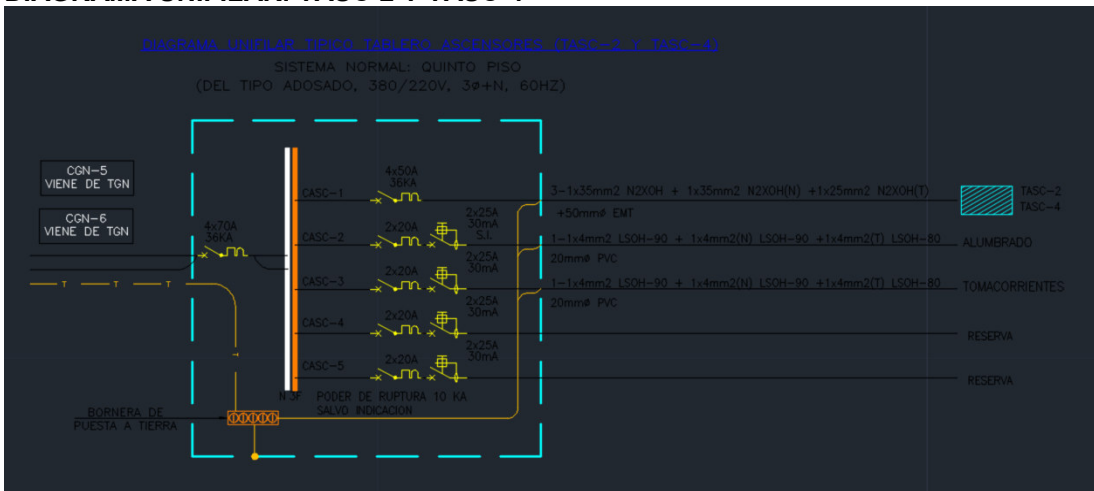 DIAGRAMA UNIFILAR TIPICO TABLERO ASCENSORES (TASC-2 Y TASC-4)
SISTEMA NORMAL: QUINTO PISO
(DEL TIPO ADOSADO, 380/220V, 3ø+N, 60HZ)
CGN-5
VIENE DE TGN
CGN-6
VIENE DE TGN
4x70A
36KA
T T T
T
CASC-1
4x50A
36KA
3-1x35mm2 N2XOH + 1x35mm2 N2XOH(N) +1x25mm2 N2XOH(T)
+50mmø EMT
TASC-2
TASC-4
CASC-2
2x20A
2x25A
30mA
S.I.
1-1x4mm2 LSOH-90 + 1x4mm2(N) LSOH-90 +1x4mm2(T) LSOH-80
20mmø PVC
ALUMBRADO
CASC-3
2x20A
2x25A
30mA
1-1x4mm2 LSOH-90 + 1x4mm2(N) LSOH-90 +1x4mm2(T) LSOH-80
20mmø PVC
TOMACORRIENTES
CASC-4
2x20A
2x25A
30mA
RESERVA
CASC-5
2x20A
2x25A
30mA
RESERVA
N 3F
PODER DE RUPTURA 10 KA
SALVO INDICACION
BORNERA DE
PUESTA A TIERRA